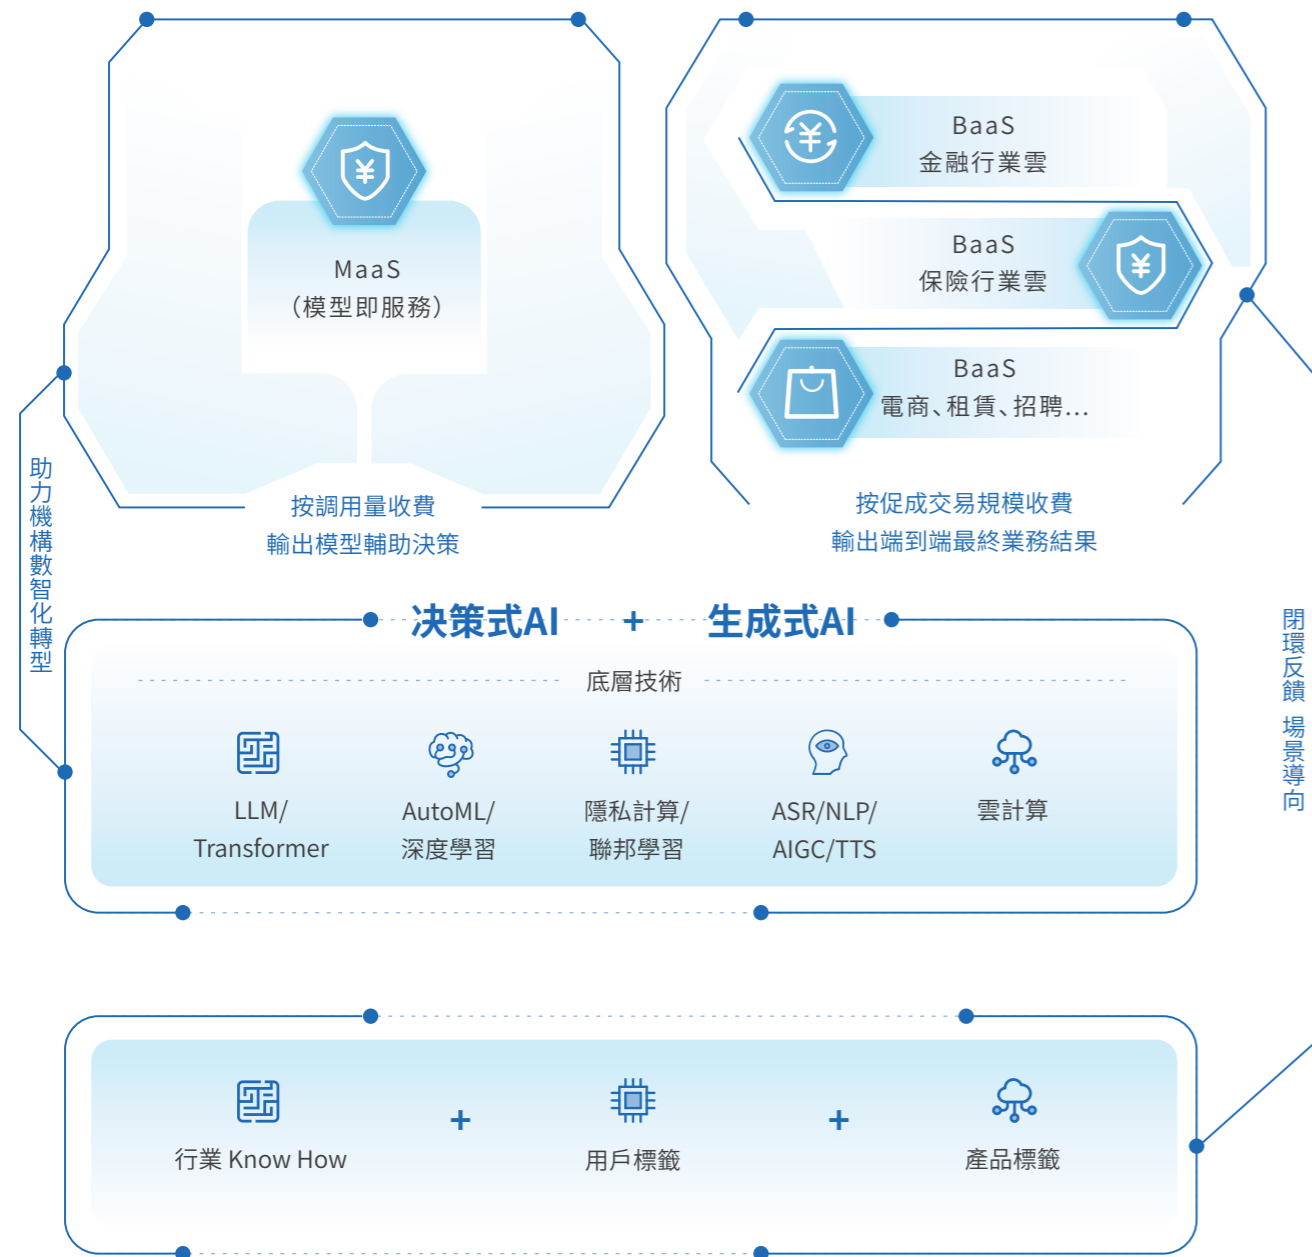 MaaS
（模型即服務）
按調用量收費
輸出模型輔助決策
BaaS
金融行業雲
BaaS
保險行業雲
BaaS
電商、租賃、招聘...
按促成交易規模收費
輸出端到端最終業務結果
助力機構數智化轉型
决策式AI + 生成式AI
底層技術
LLM/
Transformer
AutoML/
深度學習
隱私計算/
聯邦學習
ASR/NLP/
AIGC/TTS
雲計算
閉環反饋 場景導向
行業 Know How + 用戶標籤 + 產品標籤